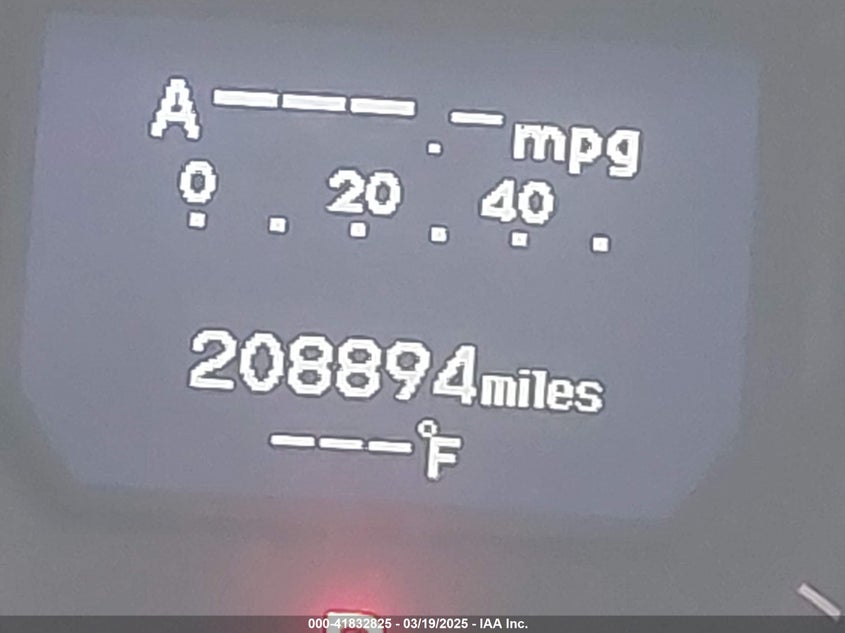 A---.-mpg
0 . 20 . 40 .
208894miles
---°F
000-41832825 - 03/19/2025 - IAA Inc.